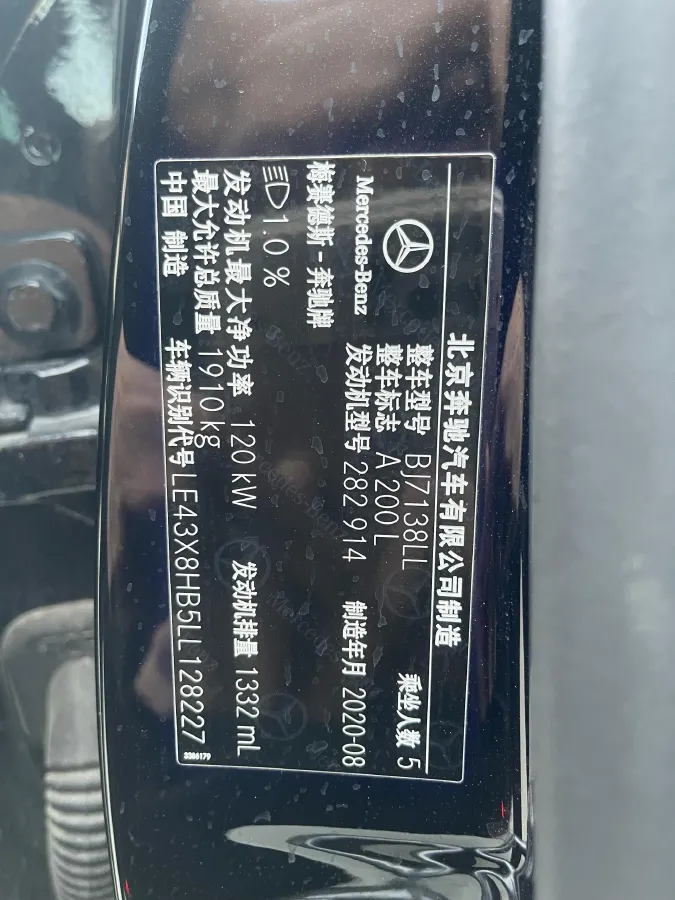 北京奔驰汽车有限公司制造
Mercedes-Benz
梅赛德斯-奔驰牌
整车型号 BJ7138LL 乘坐人数 5
整车标志 A 200 L
发动机型号 282 914 制造年月 2020-08
1.0 %
发动机最大净功率 120 kW 发动机排量 1332 mL
最大允许总质量 1910 kg
中国 制造 车辆识别代号 LE43X8HB5LL128227
3386179